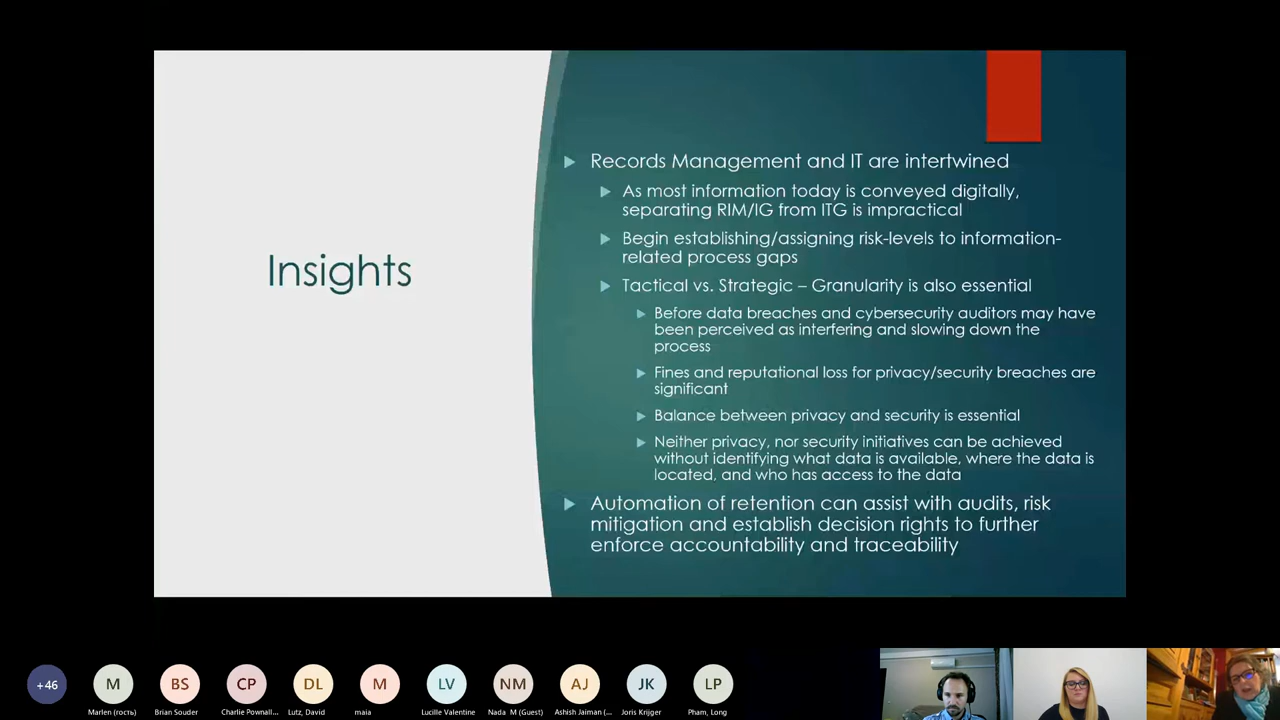 Insights
Records Management and IT are intertwined
As most information today is conveyed digitally,
separating RIM/IG from ITG is impractical
Begin establishing/assigning risk-levels to information-
related process gaps
Tactical vs. Strategic – Granularity is also essential
Before data breaches and cybersecurity auditors may have
been perceived as interfering and slowing down the
process
Fines and reputational loss for privacy/security breaches are
significant
Balance between privacy and security is essential
Neither privacy, nor security initiatives can be achieved
without identifying what data is available, where the data is
located, and who has access to the data
Automation of retention can assist with audits, risk
mitigation and establish decision rights to further
enforce accountability and traceability
+46 M BS CP DL M LV NM AJ JK LP
Marlen (гость) Brian Souder Charlie Pownall... Lutz, David maia Lucille Valentine Nada M (Guest) Ashish Jaiman (... Joris Krijger Pham, Long